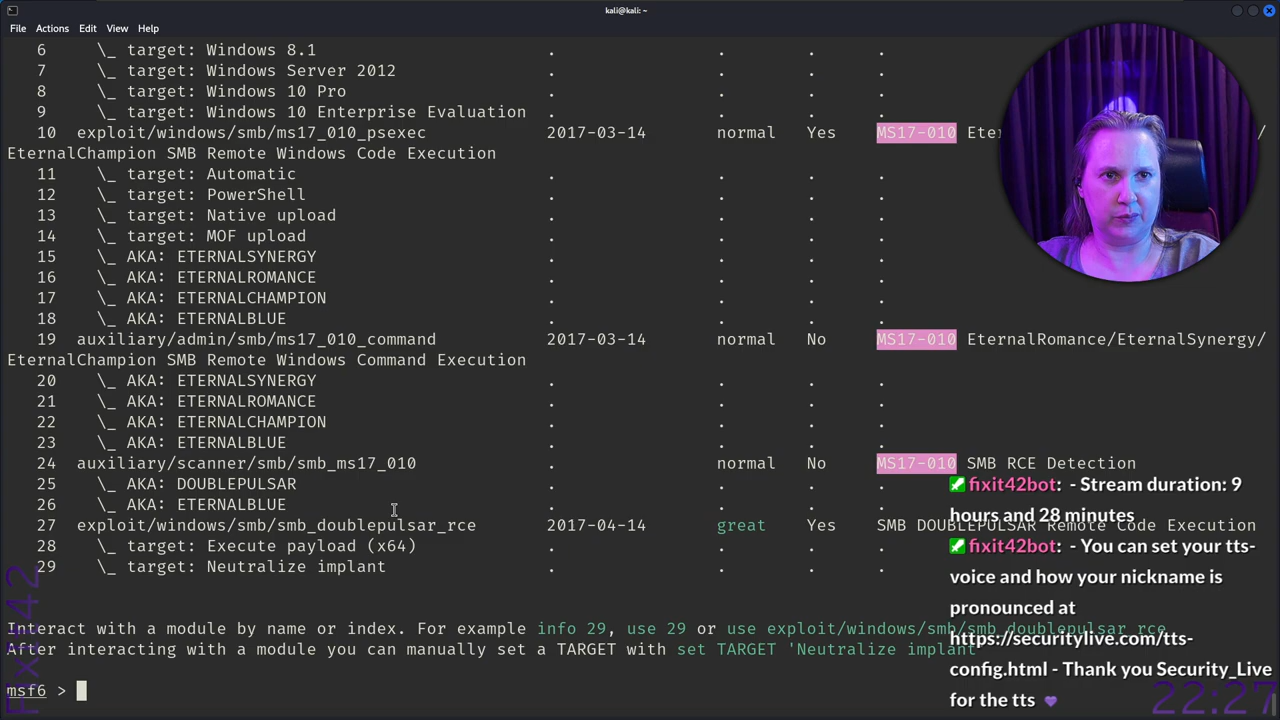 kali@kali: ~
File Actions Edit View Help
6 \_ target: Windows 8.1 . . . .
7 \_ target: Windows Server 2012 . . . .
8 \_ target: Windows 10 Pro . . . .
9 \_ target: Windows 10 Enterprise Evaluation . . . .
10 exploit/windows/smb/ms17_010_psexec 2017-03-14 normal Yes MS17-010 /
EternalChampion SMB Remote Windows Code Execution
11 \_ target: Automatic . . . .
12 \_ target: PowerShell . . . .
13 \_ target: Native upload . . . .
14 \_ target: MOF upload . . . .
15 \_ AKA: ETERNALSYNERGY . . . .
16 \_ AKA: ETERNALROMANCE . . . .
17 \_ AKA: ETERNALCHAMPION . . . .
18 \_ AKA: ETERNALBLUE . . . .
19 auxiliary/admin/smb/ms17_010_command 2017-03-14 normal No MS17-010 EternalRomance/EternalSynergy/
EternalChampion SMB Remote Windows Command Execution
20 \_ AKA: ETERNALSYNERGY . . . .
21 \_ AKA: ETERNALROMANCE . . . .
22 \_ AKA: ETERNALCHAMPION . . . .
23 \_ AKA: ETERNALBLUE . . . .
24 auxiliary/scanner/smb/smb_ms17_010 . normal No MS17-010 SMB RCE Detection
25 \_ AKA: DOUBLEPULSAR . . . .
26 \_ AKA: ETERNALBLUE . . . .
27 exploit/windows/smb/smb_doublepulsar_rce 2017-04-14 great Yes SMB DOUBLEPULSAR Remote Code Execution
28 \_ target: Execute payload (x64) . . . .
29 \_ target: Neutralize implant . . . .
Interact with a module by name or index. For example info 29, use 29 or use exploit/windows/smb/smb_doublepulsar_rce
After interacting with a module you can manually set a TARGET with set TARGET 'Neutralize implant'
msf6 >
fixit42bot: - Stream duration: 9
hours and 28 minutes
fixit42bot: - You can set your tts-
voice and how your nickname is
pronounced at
https://securitylive.com/tts-
config.html - Thank you Security_Live
for the tts
Fixit42
22:27